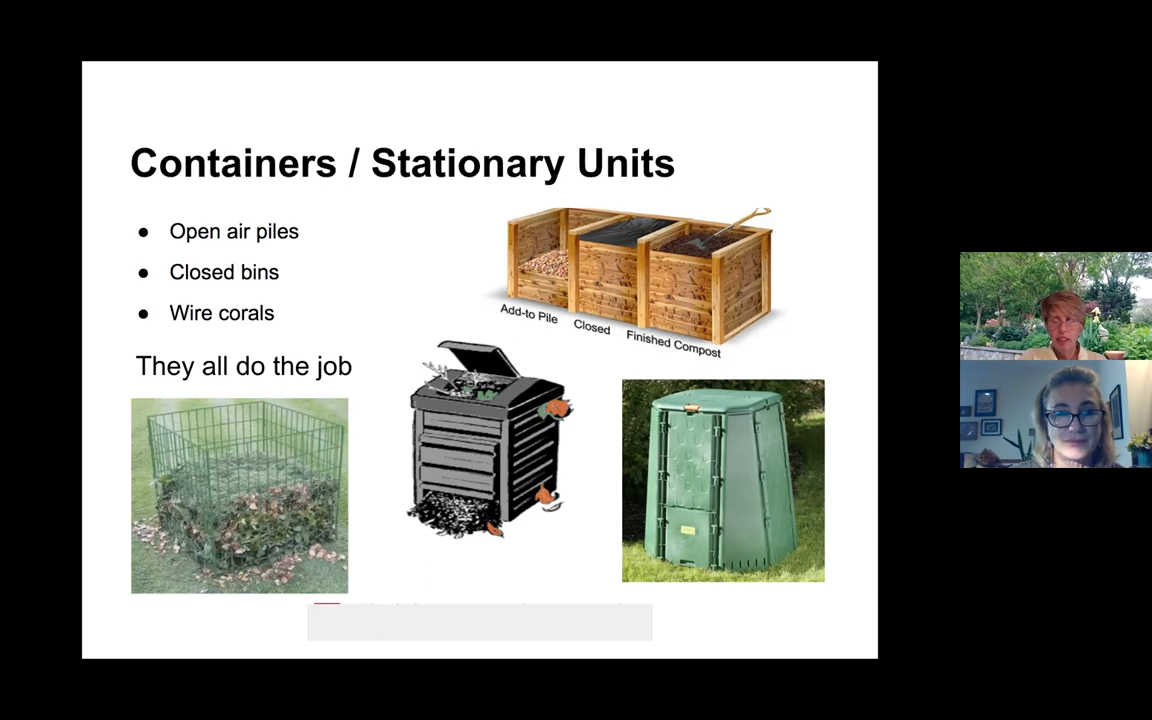 Containers / Stationary Units
● Open air piles
● Closed bins
● Wire corals
They all do the job
Add-to Pile
Closed
Finished Compost